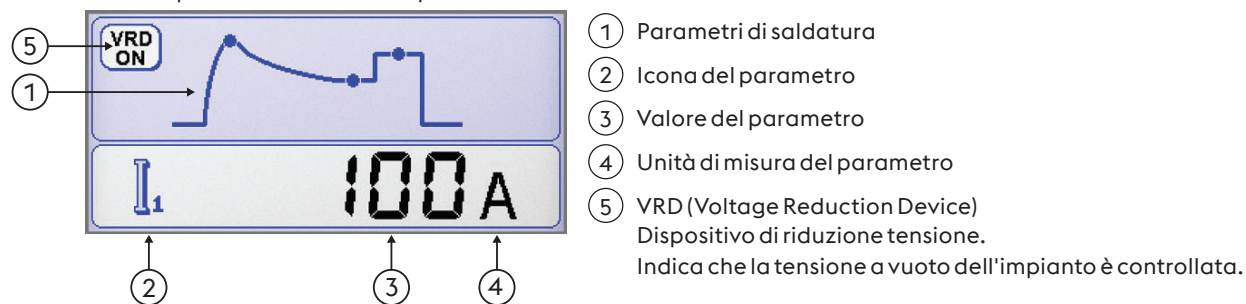 VRD
ON
5
1
I1
100 A
2
3
4
1 Parametri di saldatura
2 Icona del parametro
3 Valore del parametro
4 Unità di misura del parametro
5 VRD (Voltage Reduction Device)
Dispositivo di riduzione tensione.
Indica che la tensione a vuoto dell'impianto è controllata.